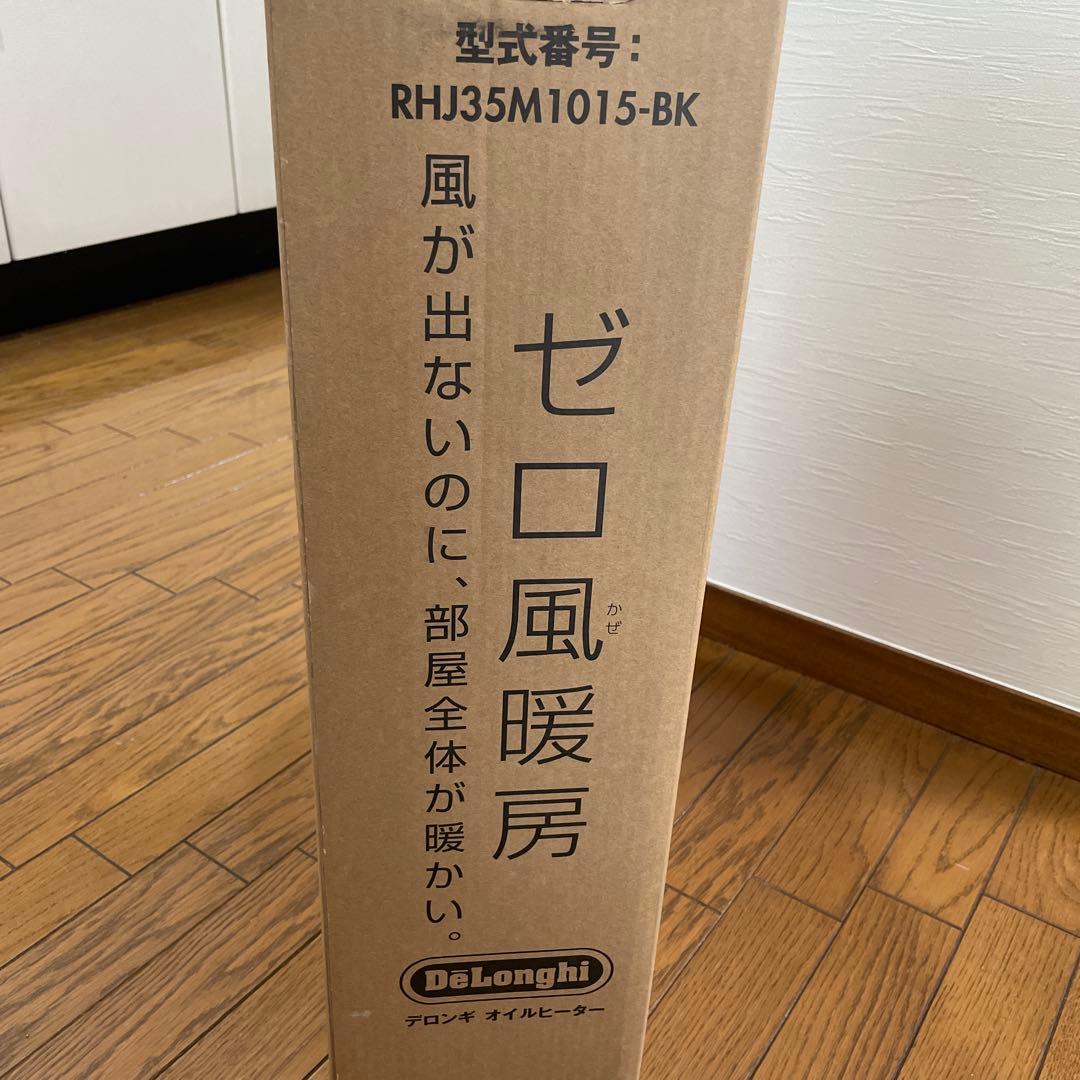 型式番号:
RHJ35M1015-BK
ゼロ風暖房
かぜ
風が出ないのに、部屋全体が暖かい。
DēLonghi
デロンギ オイルヒーター